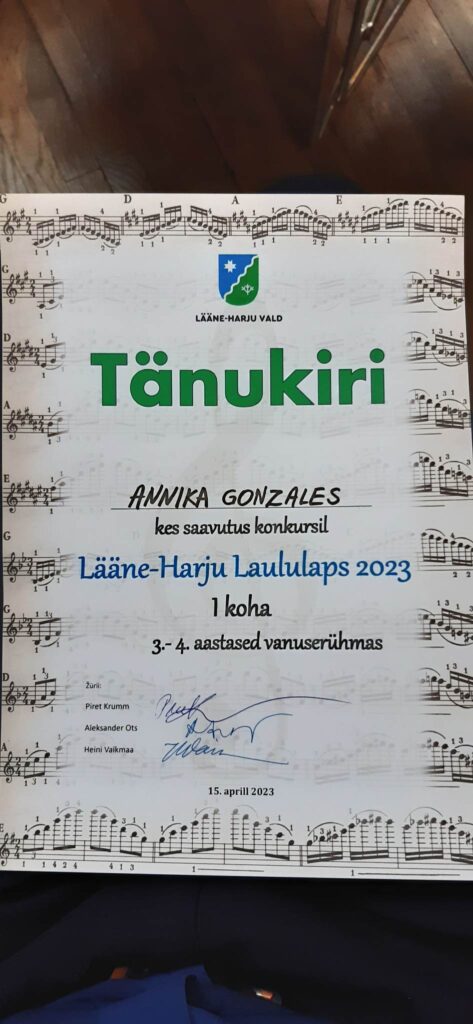 LÄÄNE-HARJU VALD
Tänukiri
ANNIKA GONZALES
kes saavutus konkursil
Lääne-Harju Laululaps 2023
I koha
3.- 4. aastased vanuserühmas
Žürii:
Piret Krumm
Aleksander Ots
Heini Vaikmaa
15. aprill 2023